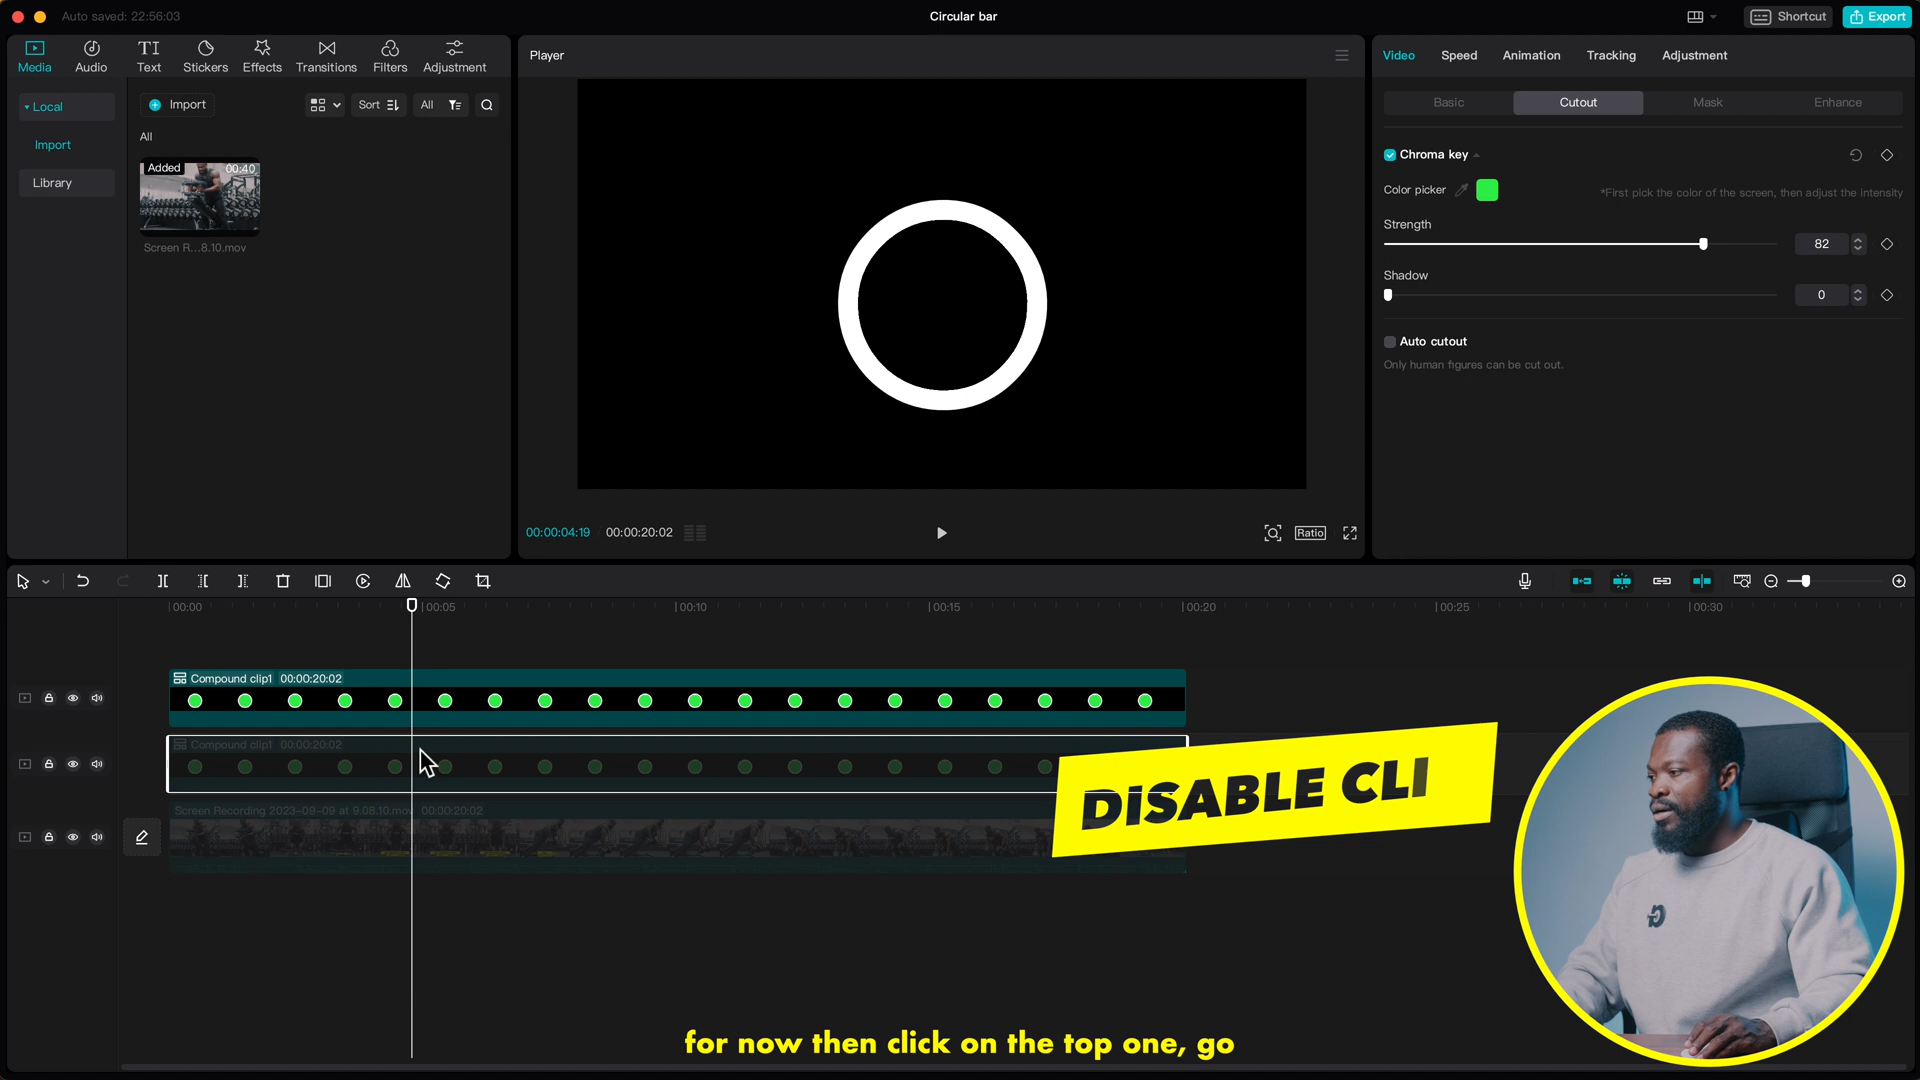 Auto saved: 22:56:03
Circular bar
Shortcut
Export
Media
Audio
Text
Stickers
Effects
Transitions
Filters
Adjustment
Player
Video
Speed
Animation
Tracking
Adjustment
Local
Import
Library
Import
Sort
All
All
Added
00:40
Screen R...8.10.mov
Basic
Cutout
Mask
Enhance
Chroma key
Color picker
*First pick the color of the screen, then adjust the intensity
Strength
82
Shadow
0
Auto cutout
Only human figures can be cut out.
00:00:04:19
00:00:20:02
Ratio
00:00
00:05
00:10
00:15
00:20
00:25
00:30
Compound clip1 00:00:20:02
Compound clip1 00:00:20:02
Screen Recording 2023-09-09 at 9.08.10.mov 00:00:20:02
DISABLE CLI
for now then click on the top one, go